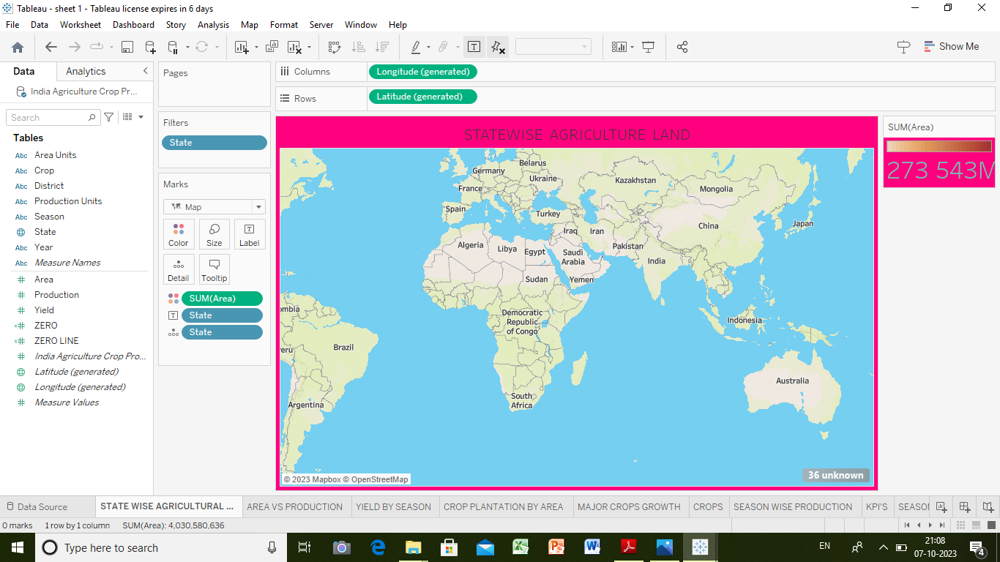 Tableau - sheet 1 - Tableau license expires in 6 days
File Data Worksheet Dashboard Story Analysis Map Format Server Window Help
Show Me
Data Analytics
India Agriculture Crop Pr...
Search
Tables
Abc Area Units
Abc Crop
Abc District
Abc Production Units
Abc Season
State
Abc Year
Abc Measure Names
Area
Production
Yield
ZERO
ZERO LINE
India Agriculture Crop Pro...
Latitude (generated)
Longitude (generated)
Measure Values
Pages
Filters
State
Marks
Map
Color Size Label
Detail Tooltip
SUM(Area)
State
State
Columns Longitude (generated)
Rows Latitude (generated)
STATEWISE AGRICULTURE LAND
Belarus
Germany
Ukraine
Kazakhstan
France
Mongolia
Spain
Turkey
China
Japan
Iraq
Iran
Algeria
Libya
Egypt
Pakistan
Saudi
Arabia
India
Sudan
Yemen
ombia
Democratic
Republic
of Congo
Indonesia
Brazil
eru
Australia
South
Africa
Argentina
© 2023 Mapbox © OpenStreetMap
36 unknown
SUM(Area)
273 543M
Data Source STATE WISE AGRICULTURAL ... AREA VS PRODUCTION YIELD BY SEASON CROP PLANTATION BY AREA MAJOR CROPS GROWTH CROPS SEASON WISE PRODUCTION KPI'S SEASO
0 marks 1 row by 1 column SUM(Area): 4,030,580,636
Type here to search
EN
21:08
07-10-2023
4